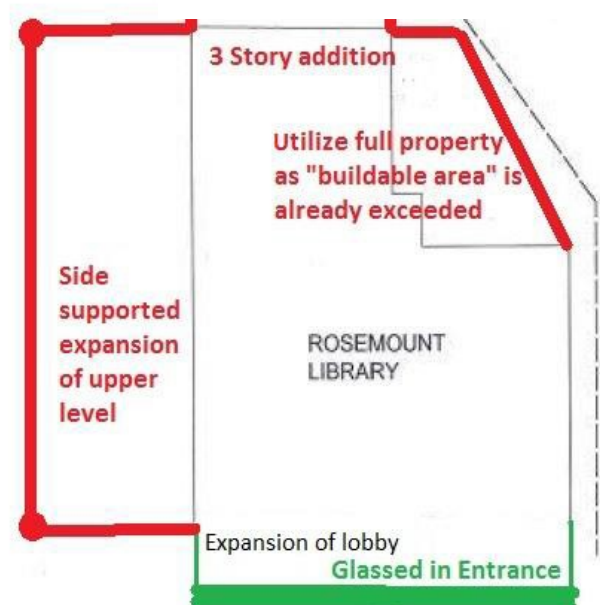 3 Story addition
Utilize full property
as "buildable area" is
already exceeded
Side
supported
expansion
of upper
level
ROSEMOUNT
LIBRARY
Expansion of lobby
Glassed in Entrance